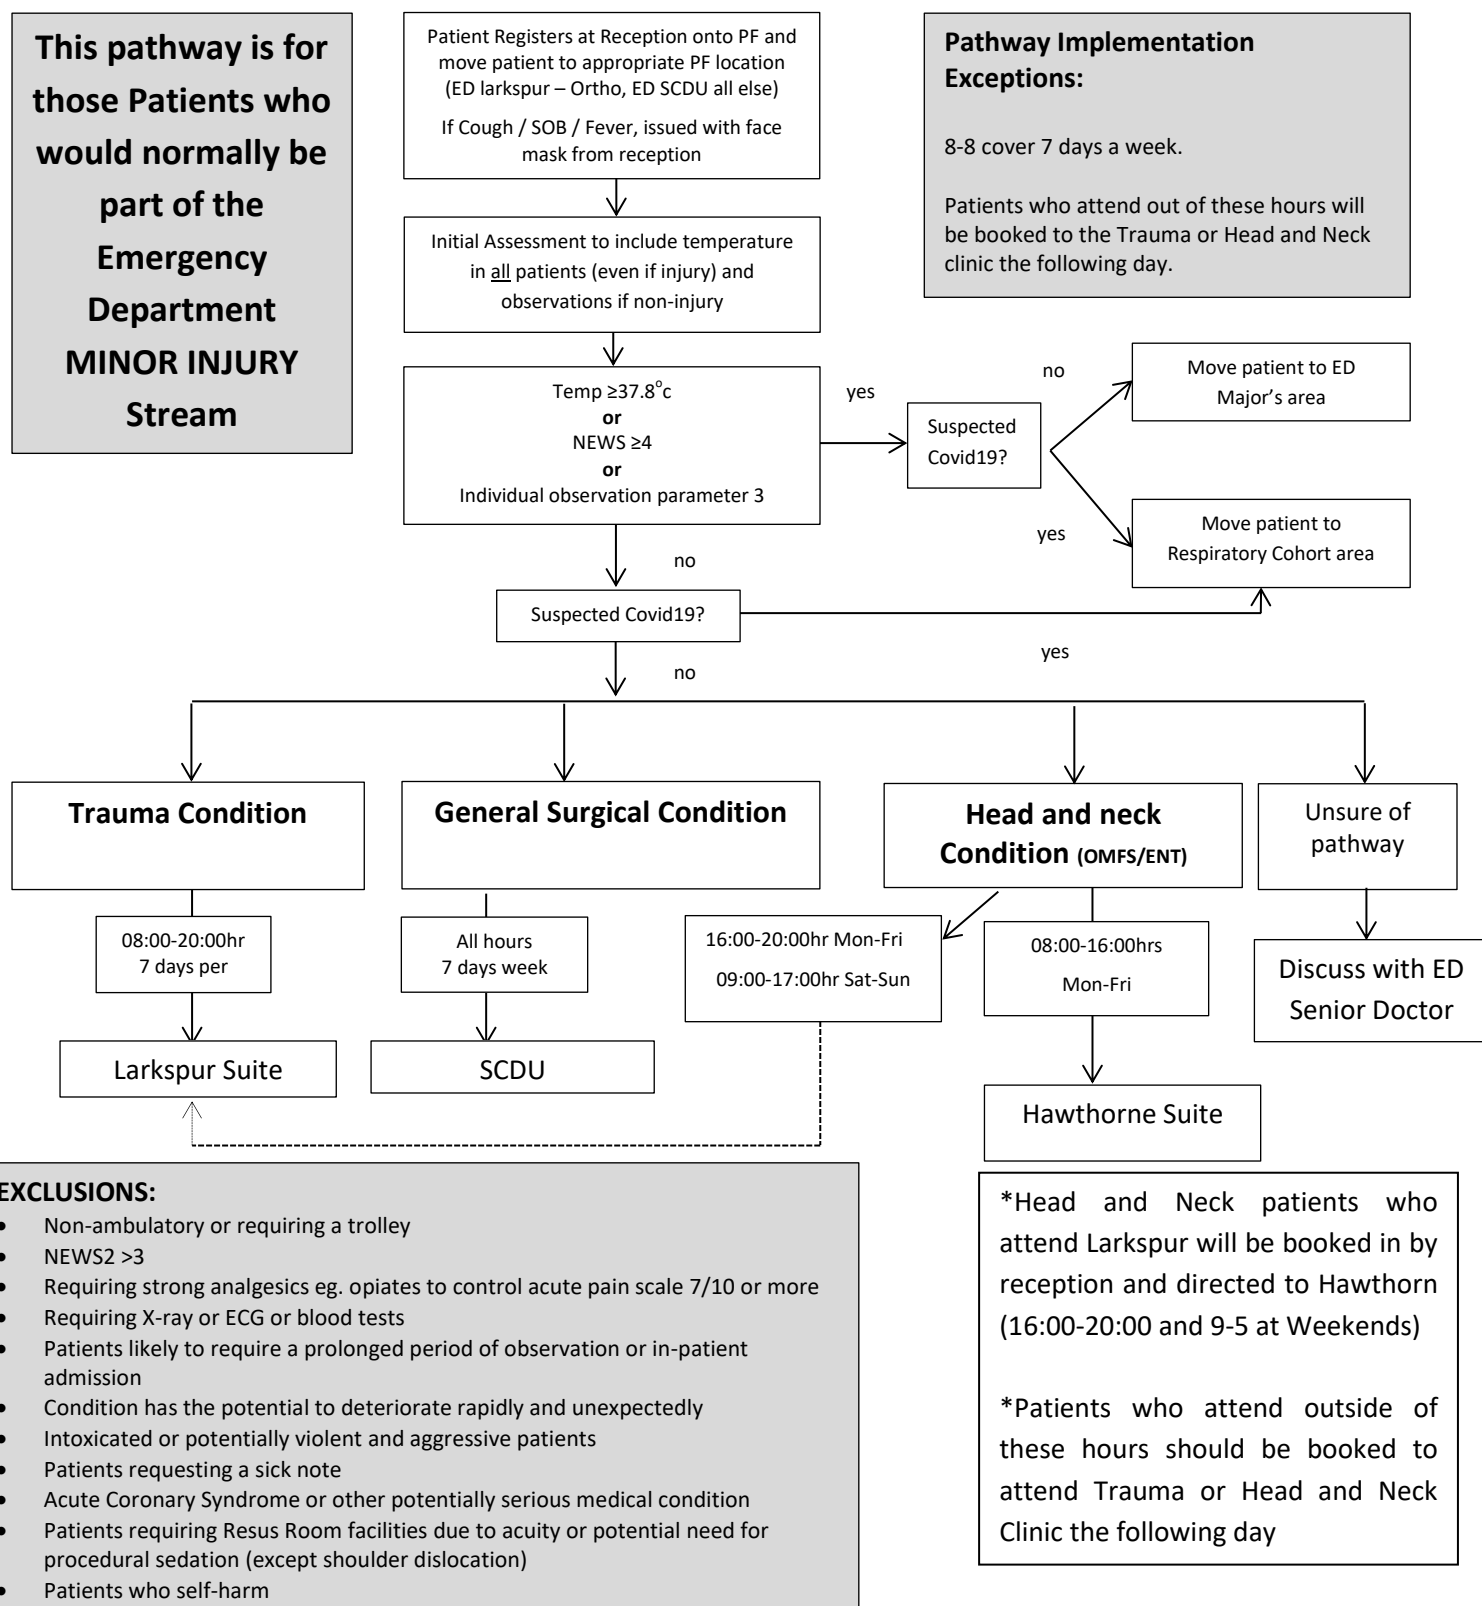 This pathway is for
those Patients who
would normally be
part of the
Emergency
Department
MINOR INJURY
Stream
Patient Registers at Reception onto PF and
move patient to appropriate PF location
(ED larkspur – Ortho, ED SCDU all else)
If Cough / SOB / Fever, issued with face
mask from reception
Pathway Implementation
Exceptions:
8-8 cover 7 days a week.
Patients who attend out of these hours will
be booked to the Trauma or Head and Neck
clinic the following day.
Initial Assessment to include temperature
in all patients (even if injury) and
observations if non-injury
Temp ≥37.8°c
or
NEWS ≥4
or
Individual observation parameter 3
yes
Suspected
Covid19?
no
Move patient to ED
Major's area
yes
Move patient to
Respiratory Cohort area
no
Suspected Covid19?
yes
no
Trauma Condition
General Surgical Condition
Head and neck
Condition (OMFS/ENT)
Unsure of
pathway
08:00-20:00hr
7 days per
All hours
7 days week
16:00-20:00hr Mon-Fri
09:00-17:00hr Sat-Sun
08:00-16:00hrs
Mon-Fri
Discuss with ED
Senior Doctor
Larkspur Suite
SCDU
Hawthorne Suite
EXCLUSIONS:
• Non-ambulatory or requiring a trolley
• NEWS2 >3
• Requiring strong analgesics eg. opiates to control acute pain scale 7/10 or more
• Requiring X-ray or ECG or blood tests
• Patients likely to require a prolonged period of observation or in-patient
admission
• Condition has the potential to deteriorate rapidly and unexpectedly
• Intoxicated or potentially violent and aggressive patients
• Patients requesting a sick note
• Acute Coronary Syndrome or other potentially serious medical condition
• Patients requiring Resus Room facilities due to acuity or potential need for
procedural sedation (except shoulder dislocation)
• Patients who self-harm
*Head and Neck patients who
attend Larkspur will be booked in by
reception and directed to Hawthorn
(16:00-20:00 and 9-5 at Weekends)
*Patients who attend outside of
these hours should be booked to
attend Trauma or Head and Neck
Clinic the following day